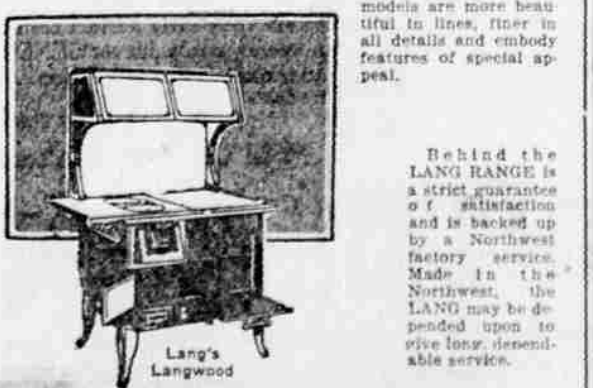 models are more beau-
tiful in lines, finer in
all details and embody
features of special ap-
peal.
Behind the
LANG RANGE is
a strict guarantee
of satisfaction
and is backed up
by a Northwest
factory service.
Made in the
Northwest, the
LANG may be de-
pended upon to
give long, depend-
able service.
Lang's
Langwood